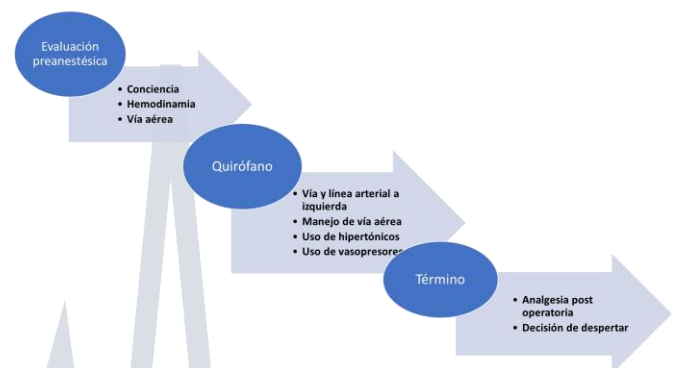 Evaluación
preanestésica
• Conciencia
• Hemodinamia
• Vía aérea
Quirófano
• Vía y línea arterial a
izquierda
• Manejo de vía aérea
• Uso de hipertónicos
• Uso de vasopresores
Término
• Analgesia post
operatoria
• Decisión de despertar